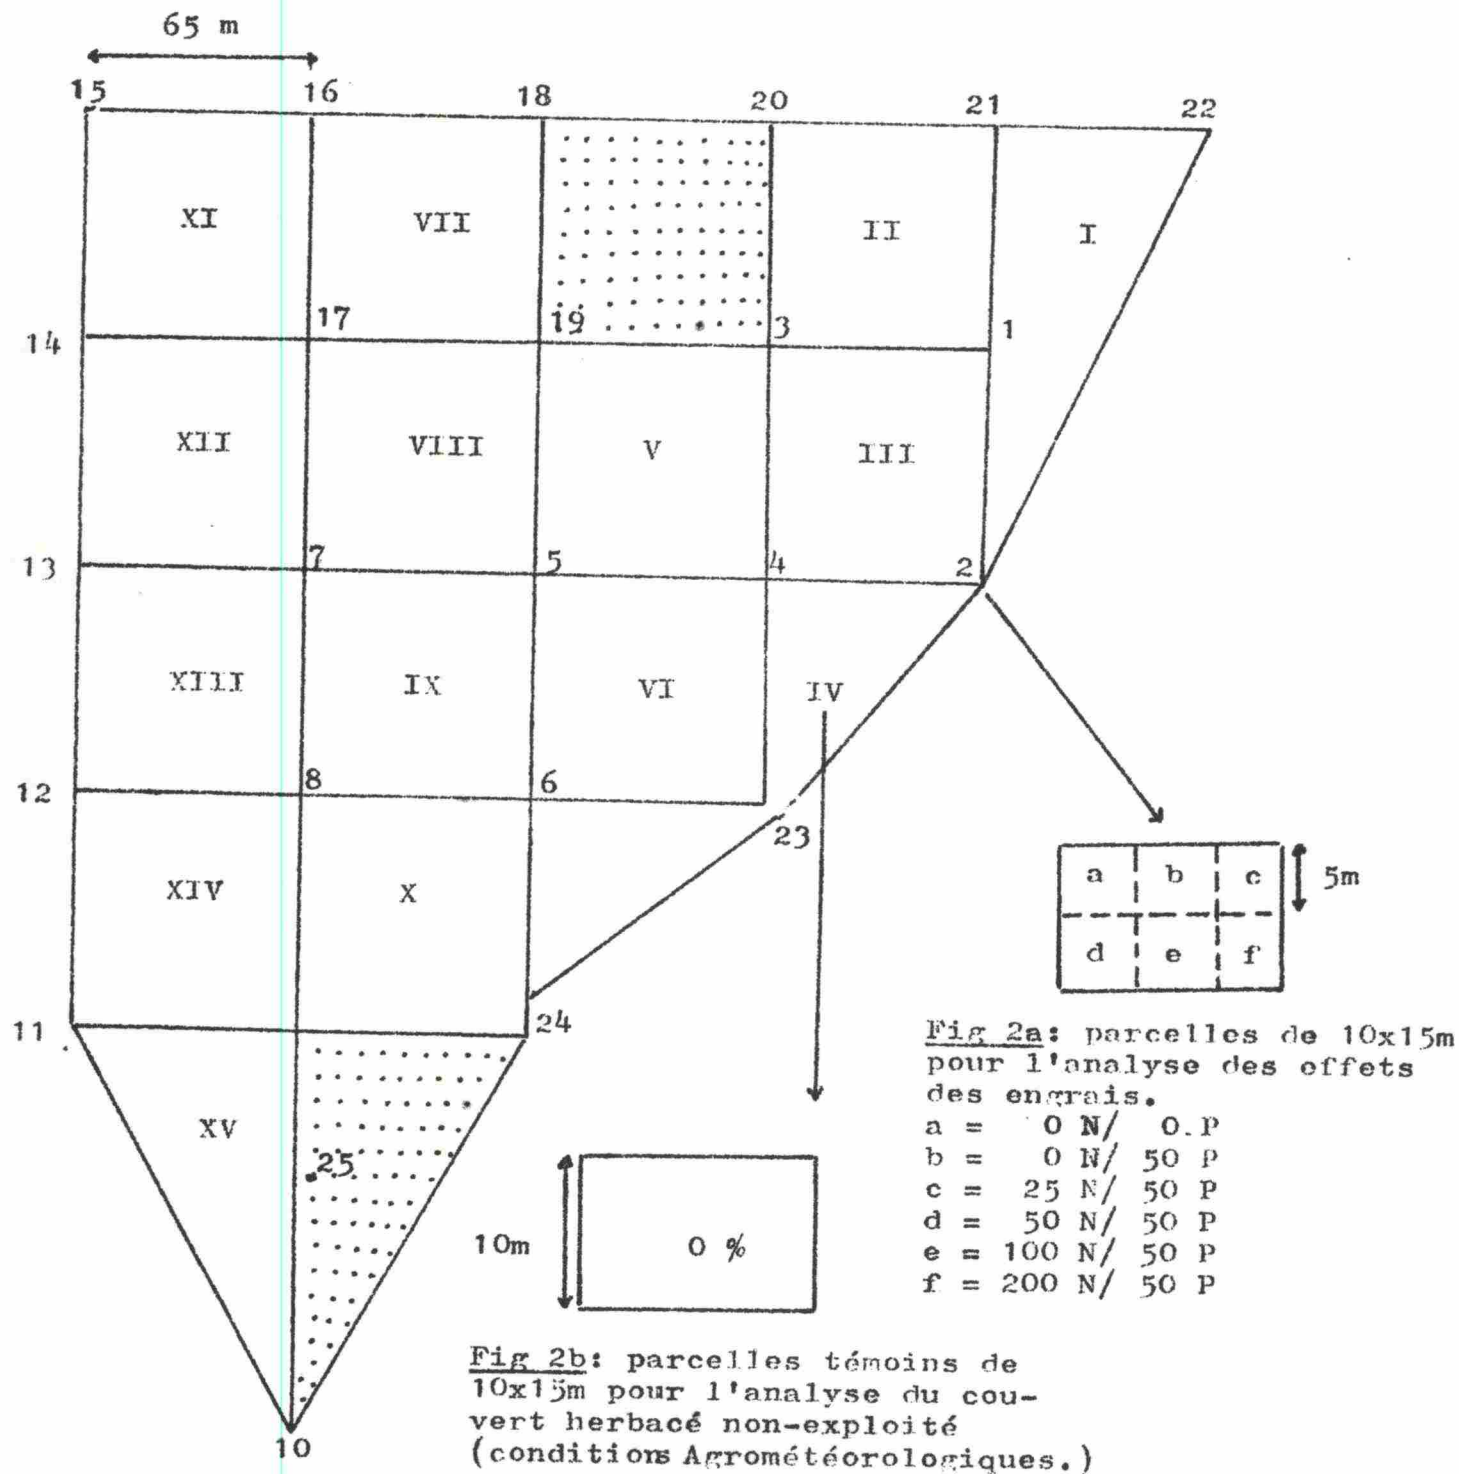 65 m
15 16 18 20 21 22
XI VII II I
14 17 19 3 1
XII VIII V III
13 7 5 4 2
XIII IX VI IV
12 8 6 23
XIV X
a b c 5m
d e f
11 24
XV
25
10
Fig 2a: parcelles de 10x15m
pour l'analyse des effets
des engrais.
a = 0 N/ 0.P
b = 0 N/ 50 P
c = 25 N/ 50 P
d = 50 N/ 50 P
e = 100 N/ 50 P
f = 200 N/ 50 P
10m 0 %
Fig 2b: parcelles témoins de
10x15m pour l'analyse du cou-
vert herbacé non-exploité
(conditions Agrométéorologiques.)